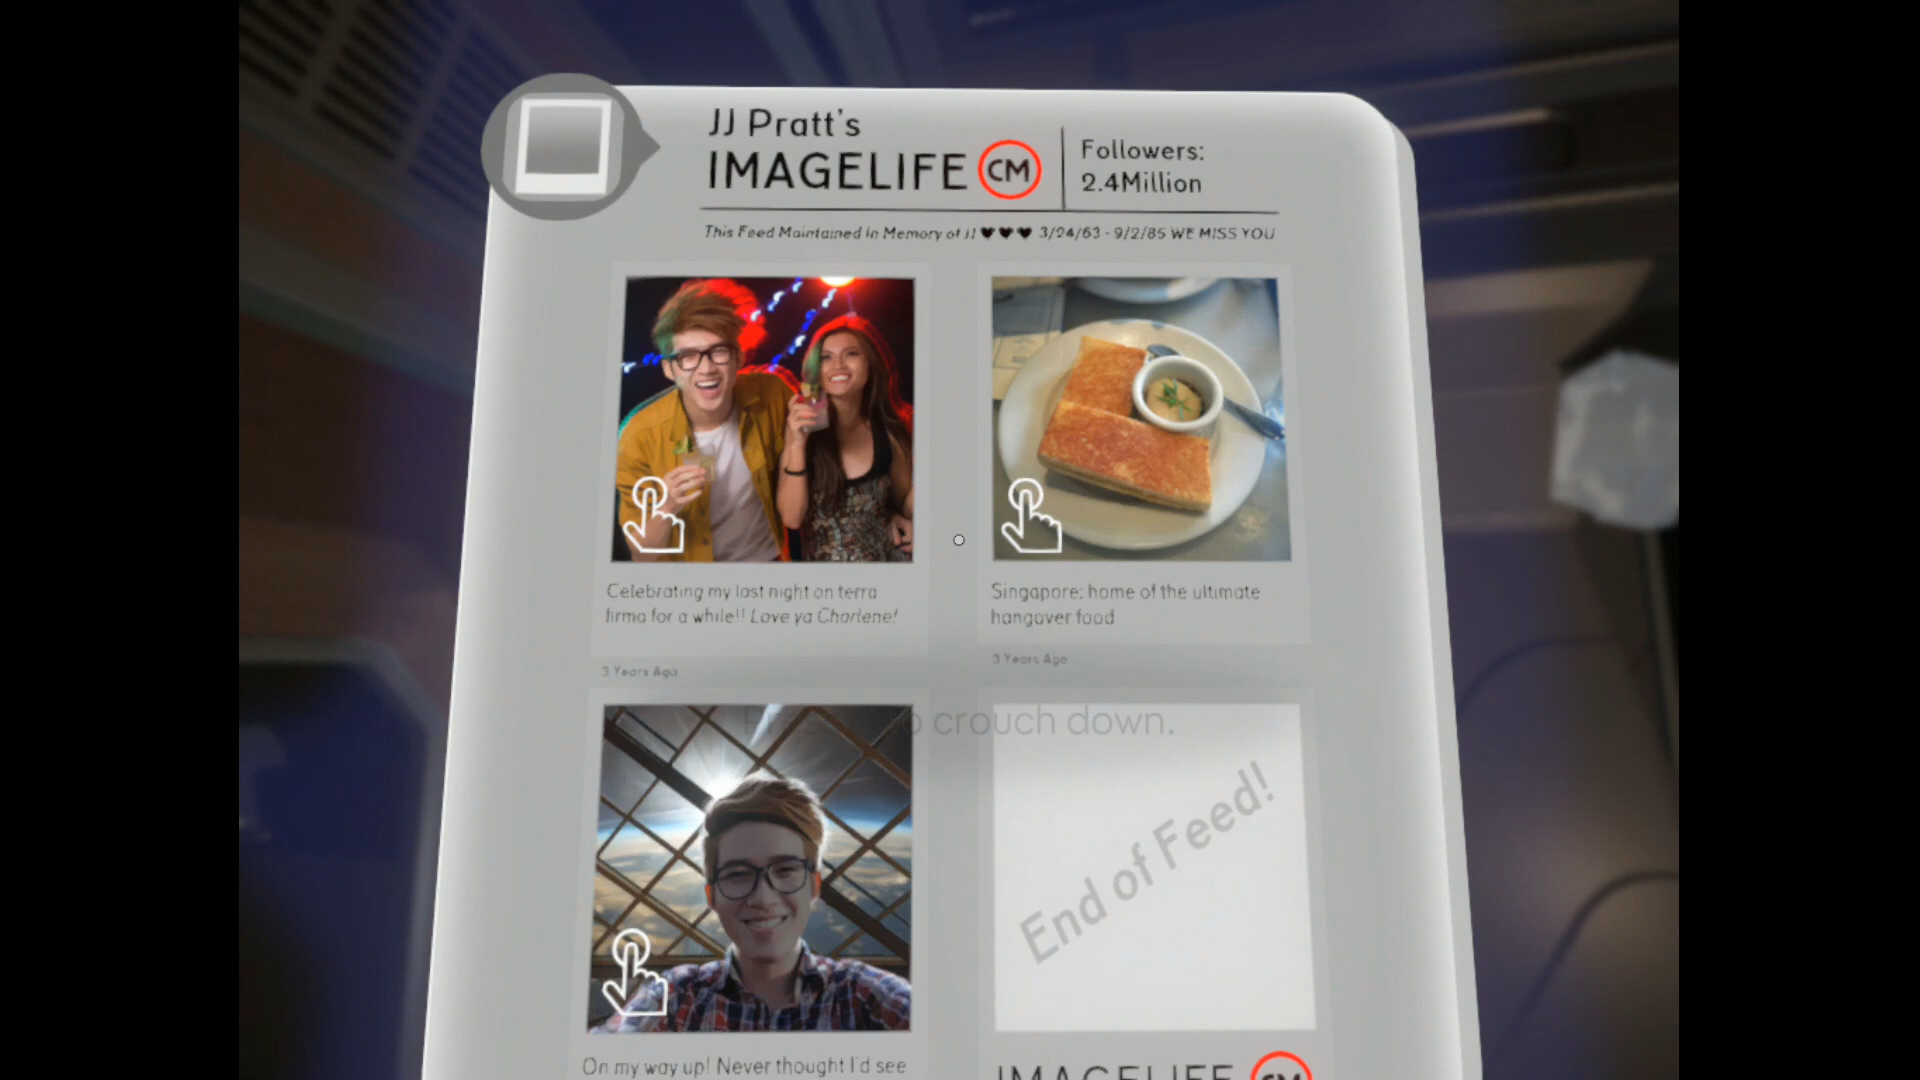 JJ Pratt's
IMAGELIFE CM
Followers:
2.4Million
This Feed Maintained In Memory of JJ ♥♥♥ 3/24/63 - 9/2/85 WE MISS YOU
Celebrating my last night on terra
firma for a while!! Love ya Charlene!
3 Years Ago
Singapore: home of the ultimate
hangover food
3 Years Ago
to crouch down.
End of Feed!
On my way up! Never thought I'd see
IMAGELIFE CM